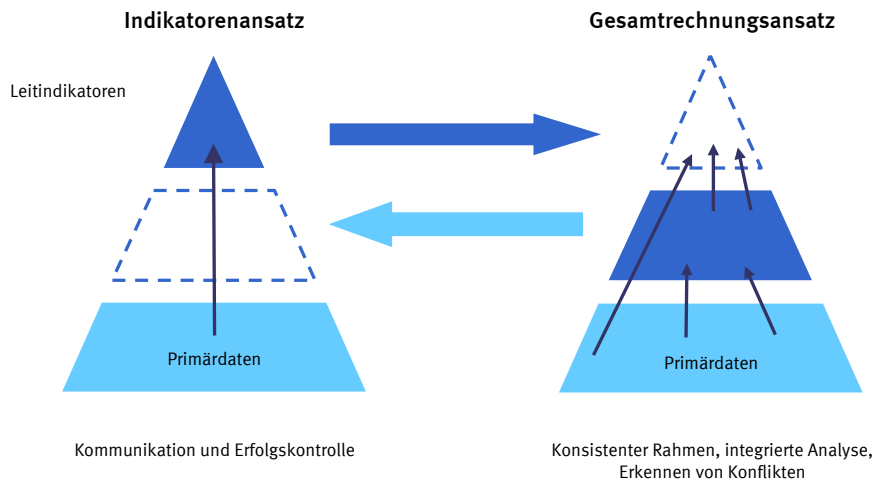 Indikatorenansatz
Gesamtrechnungsansatz
Leitindikatoren
Primärdaten
Primärdaten
Kommunikation und Erfolgskontrolle
Konsistenter Rahmen, integrierte Analyse,
Erkennen von Konflikten